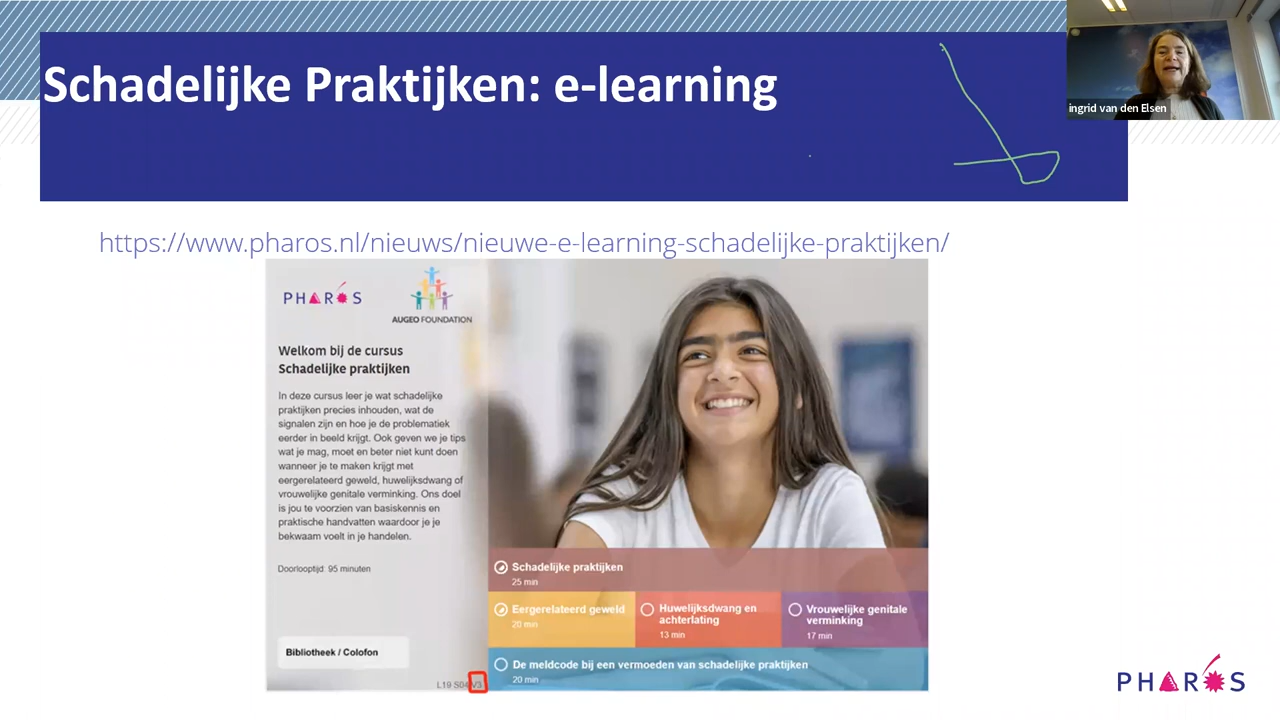 Schadelijke Praktijken: e-learning
ingrid van den Elsen
https://www.pharos.nl/nieuws/nieuwe-e-learning-schadelijke-praktijken/
PHAROS
AUGEO FOUNDATION
Welkom bij de cursus
Schadelijke praktijken
In deze cursus leer je wat schadelijke
praktijken precies inhouden, wat de
signalen zijn en hoe je de problematiek
eerder in beeld krijgt. Ook geven we je tips
wat je mag, moet en beter niet kunt doen
wanneer je te maken krijgt met
eergerelateerd geweld, huwelijksdwang of
vrouwelijke genitale verminking. Ons doel
is jou te voorzien van basiskennis en
praktische handvatten waardoor je je
bekwaam voelt in je handelen.
Doorlooptijd: 95 minuten
Bibliotheek / Colofon
L19 S04 V3
Schadelijke praktijken
25 min
Eergerelateerd geweld
20 min
Huwelijksdwang en
achterlating
13 min
Vrouwelijke genitale
verminking
17 min
De meldcode bij een vermoeden van schadelijke praktijken
20 min
PHAROS